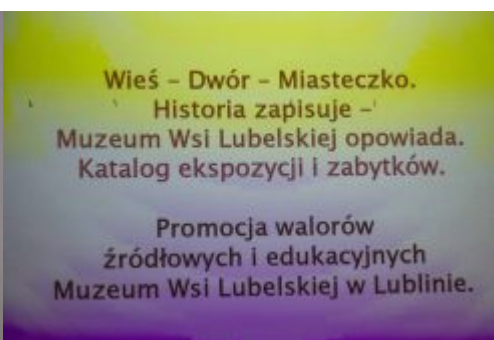 Wieś – Dwór – Miasteczko.
Historia zapisuje –
Muzeum Wsi Lubelskiej opowiada.
Katalog ekspozycji i zabytków.
Promocja walorów
źródłowych i edukacyjnych
Muzeum Wsi Lubelskiej w Lublinie.